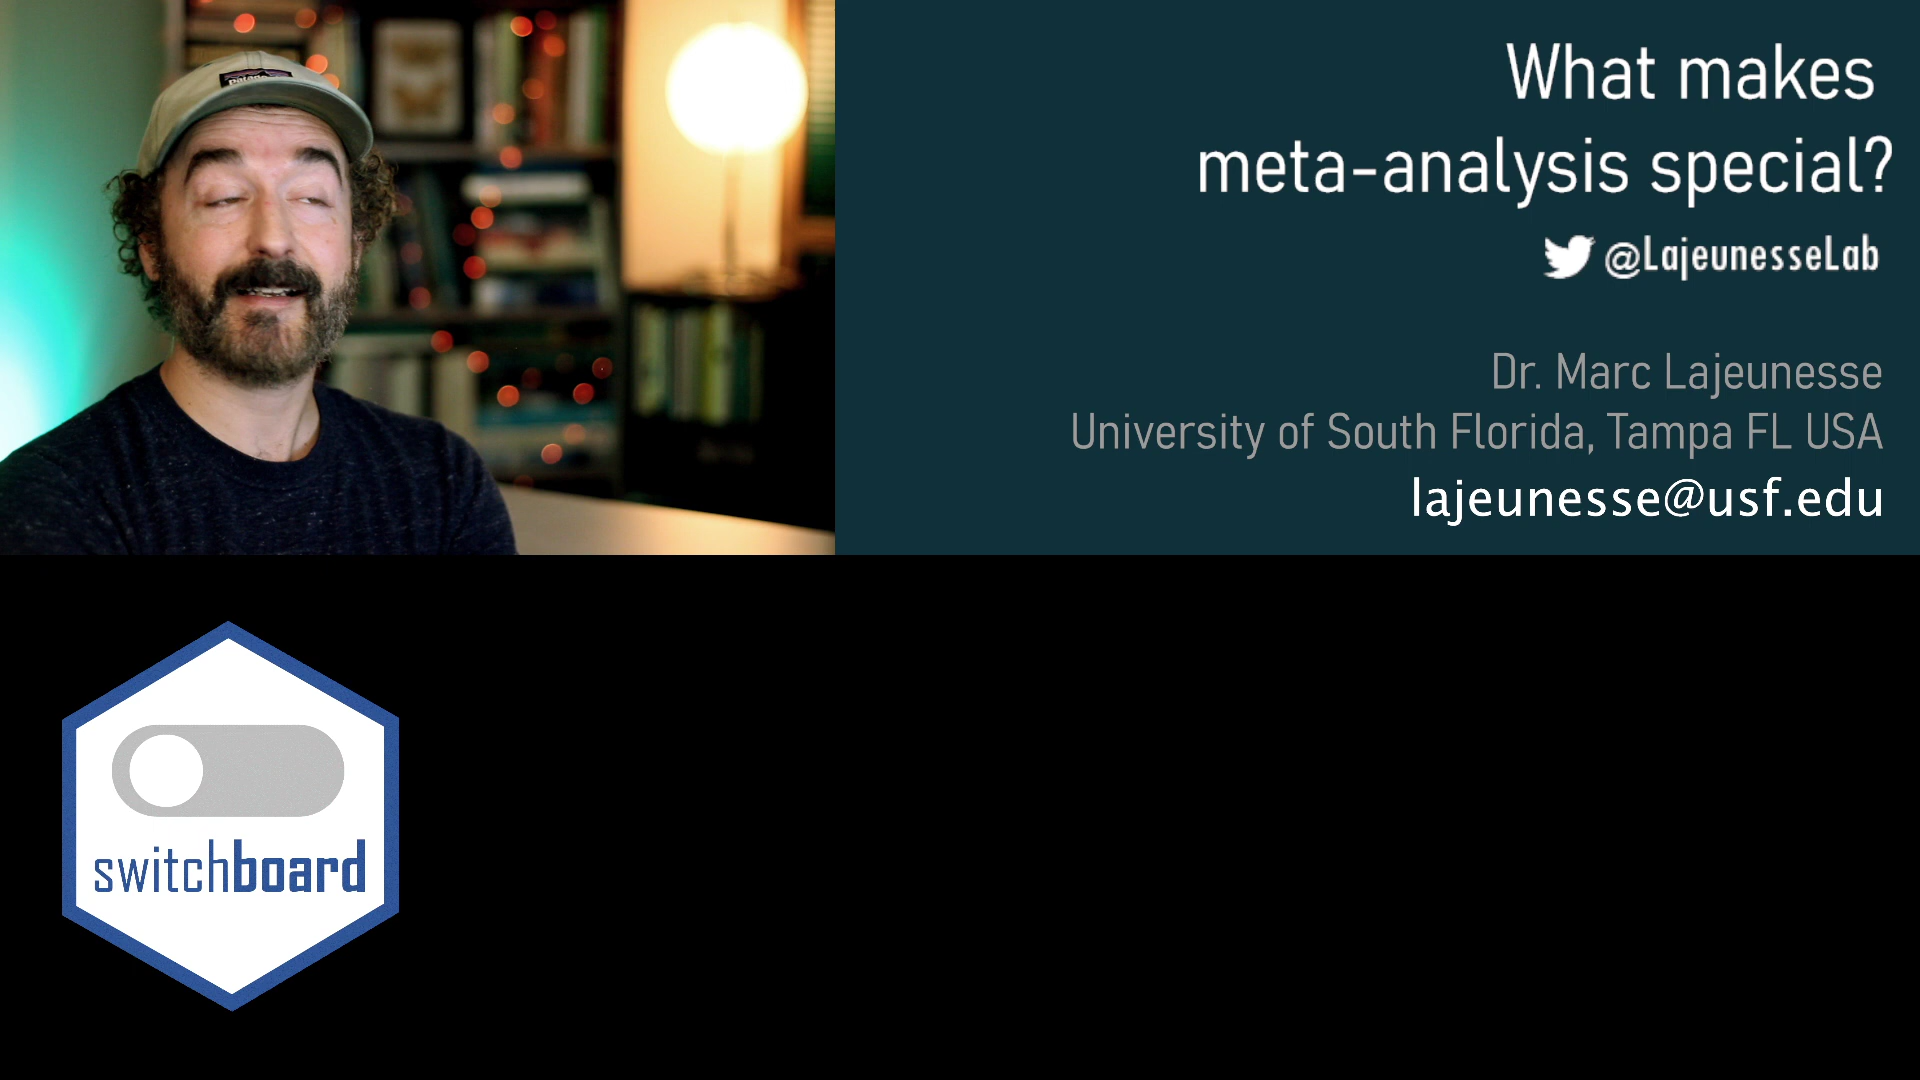 What makes
meta-analysis special?
@LajeunesseLab
Dr. Marc Lajeunesse
University of South Florida, Tampa FL USA
lajeunesse@usf.edu
switchboard